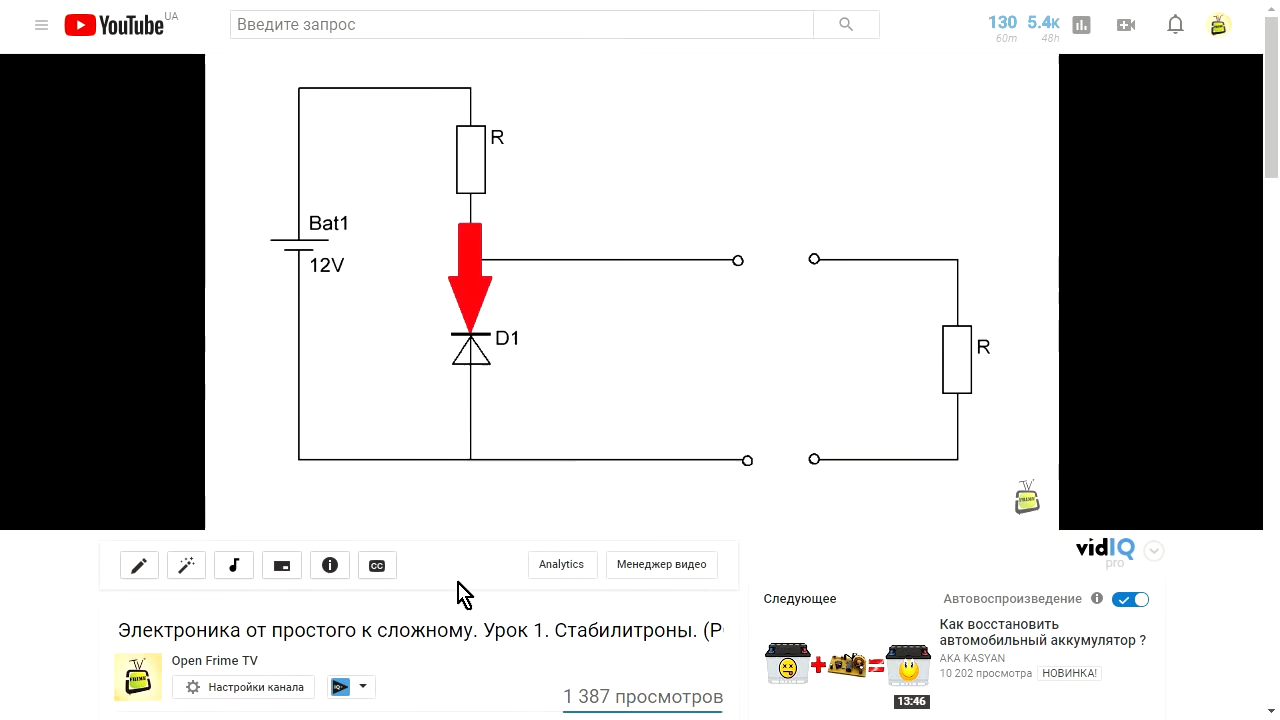 YouTube UA
Введите запрос
130 5.4к
60m 48h
R
Bat1
12V
D1
R
TV
vidIQ
pro
CC
Analytics
Менеджер видео
Следующее
Автовоспроизведение
Электроника от простого к сложному. Урок 1. Стабилитроны. (Р
Open Frime TV
Настройки канала
1 387 просмотров
Как восстановить
автомобильный аккумулятор ?
AKA KASYAN
10 202 просмотра
НОВИНКА!
13:46